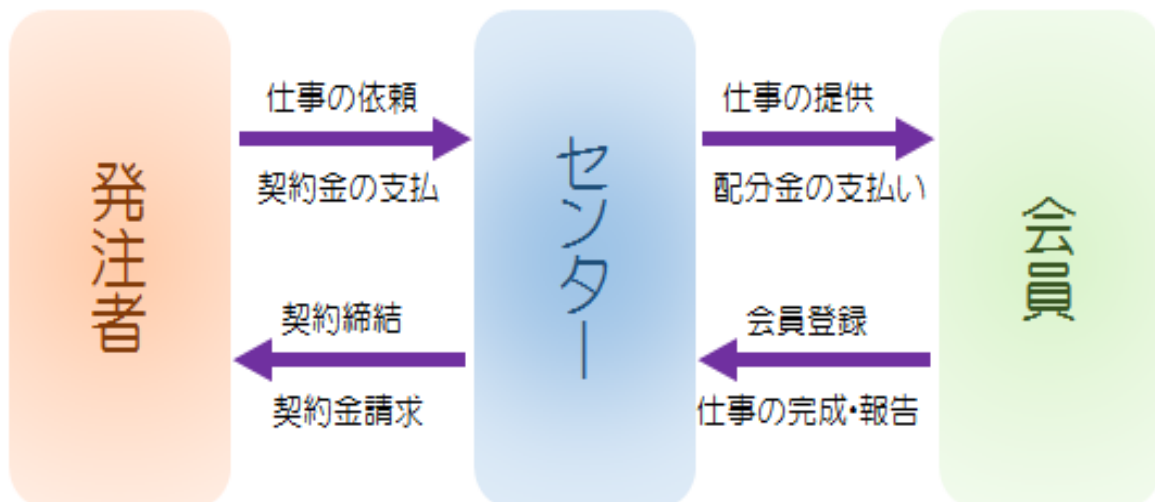 発注者
仕事の依頼
契約金の支払
契約締結
契約金請求
センター
仕事の提供
配分金の支払い
会員登録
仕事の完成・報告
会員